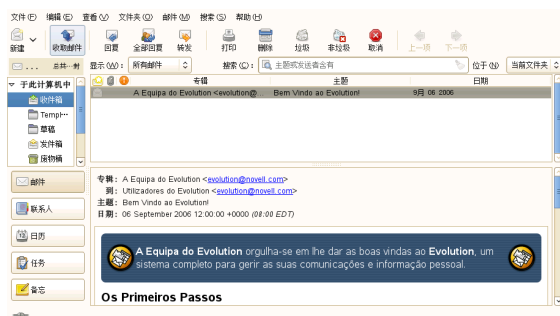 文件(F) 编辑(E) 查看(V) 文件夹(O) 邮件(M) 搜索(S) 帮助(H)
新建 收取邮件 回复 全部回复 转发 打印 删除 垃圾 非垃圾 取消 上一项 下一项
显示(W): 所有邮件 搜索(C): 主题或发送者含有 位于(N) 当前文件夹
于此计算机中
收件箱
Templ…
草稿
发件箱
废物桶
专辑 主题 日期
A Equipa do Evolution <evolution@... Bem Vindo ao Evolution! 9月 06 2006
邮件
联系人
日历
任务
备忘
专辑: A Equipa do Evolution <evolution@novell.com>
到: Utilizadores do Evolution <evolution@novell.com>
主题: Bem Vindo ao Evolution!
日期: 06 September 2006 12:00:00 +0000 (08:00 EDT)
A Equipa do Evolution orgulha-se em lhe dar as boas vindas ao Evolution, um
sistema completo para gerir as suas comunicações e informação pessoal.
Os Primeiros Passos